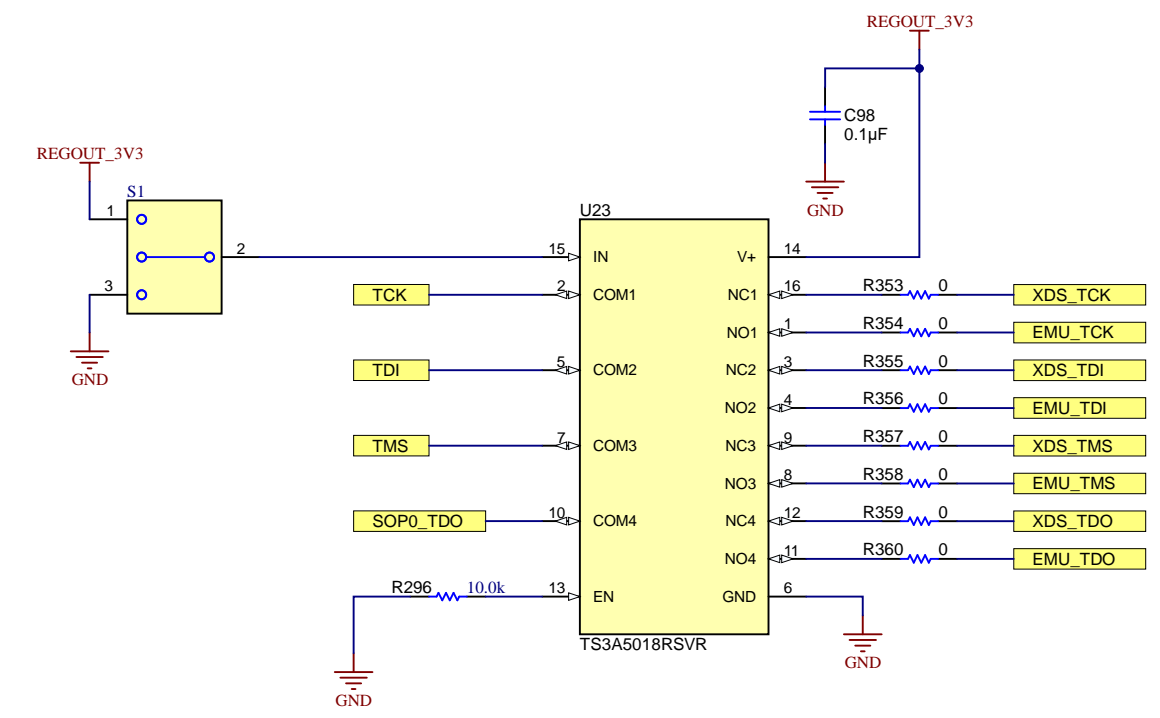 REGOUT_3V3
C98
0.1µF
GND
REGOUT_3V3
S1
1
2
3
GND
U23
15 IN V+ 14
TCK 2 COM1 NC1 16 R353 0 XDS_TCK
NO1 1 R354 0 EMU_TCK
TDI 5 COM2 NC2 3 R355 0 XDS_TDI
NO2 4 R356 0 EMU_TDI
TMS 7 COM3 NC3 9 R357 0 XDS_TMS
NO3 8 R358 0 EMU_TMS
SOP0_TDO 10 COM4 NC4 12 R359 0 XDS_TDO
NO4 11 R360 0 EMU_TDO
R296 10.0k 13 EN GND 6
TS3A5018RSVR
GND
GND